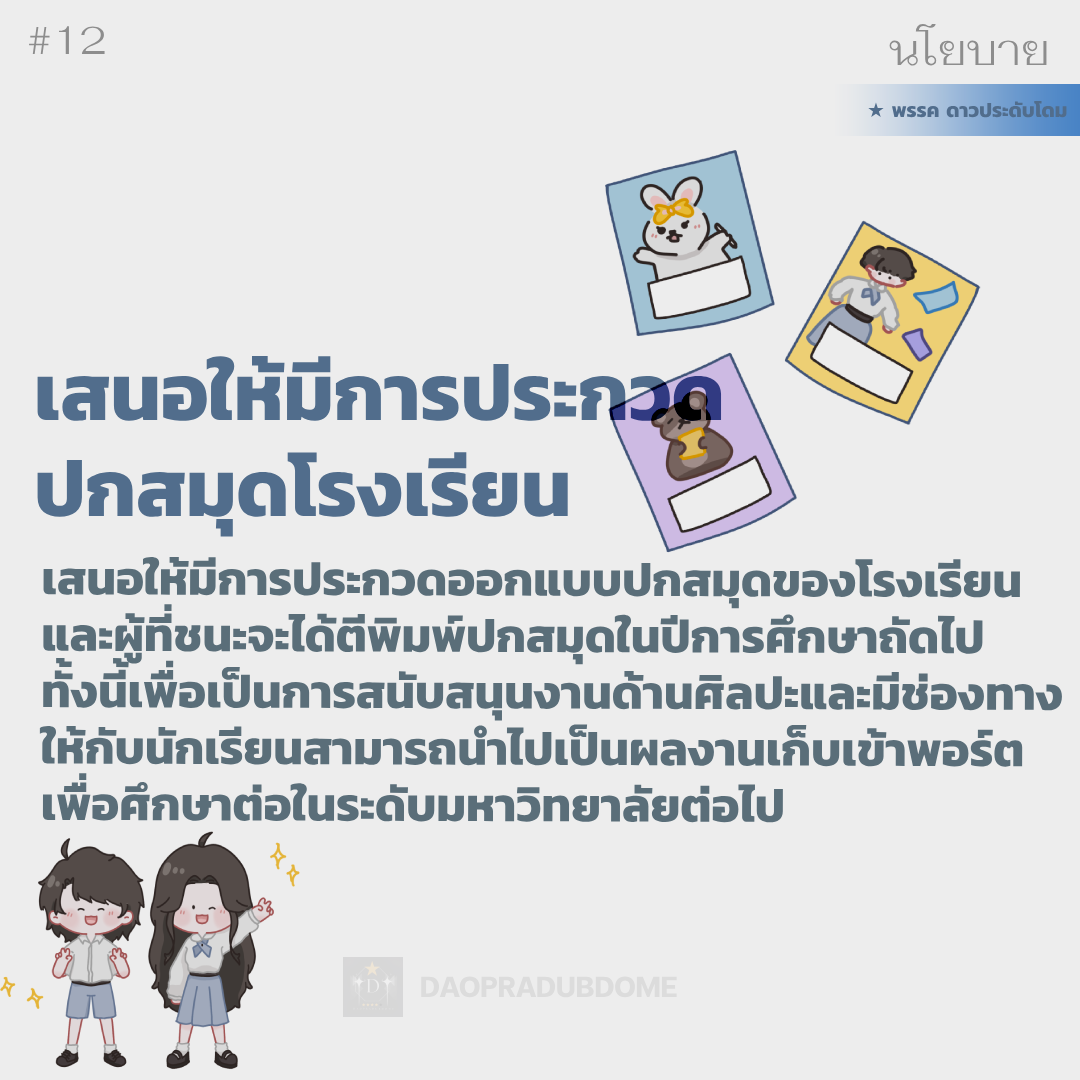 #12
นโยบาย
★ พรรค ดาวประดับโดม
เสนอให้มีการประกวด
ปกสมุดโรงเรียน
เสนอให้มีการประกวดออกแบบปกสมุดของโรงเรียน
และผู้ที่ชนะจะได้ตีพิมพ์ปกสมุดในปีการศึกษาถัดไป
ทั้งนี้เพื่อเป็นการสนับสนุนงานด้านศิลปะและมีช่องทาง
ให้กับนักเรียนสามารถนำไปเป็นผลงานเก็บเข้าพอร์ต
เพื่อศึกษาต่อในระดับมหาวิทยาลัยต่อไป
D
DAOPRADUBDOME